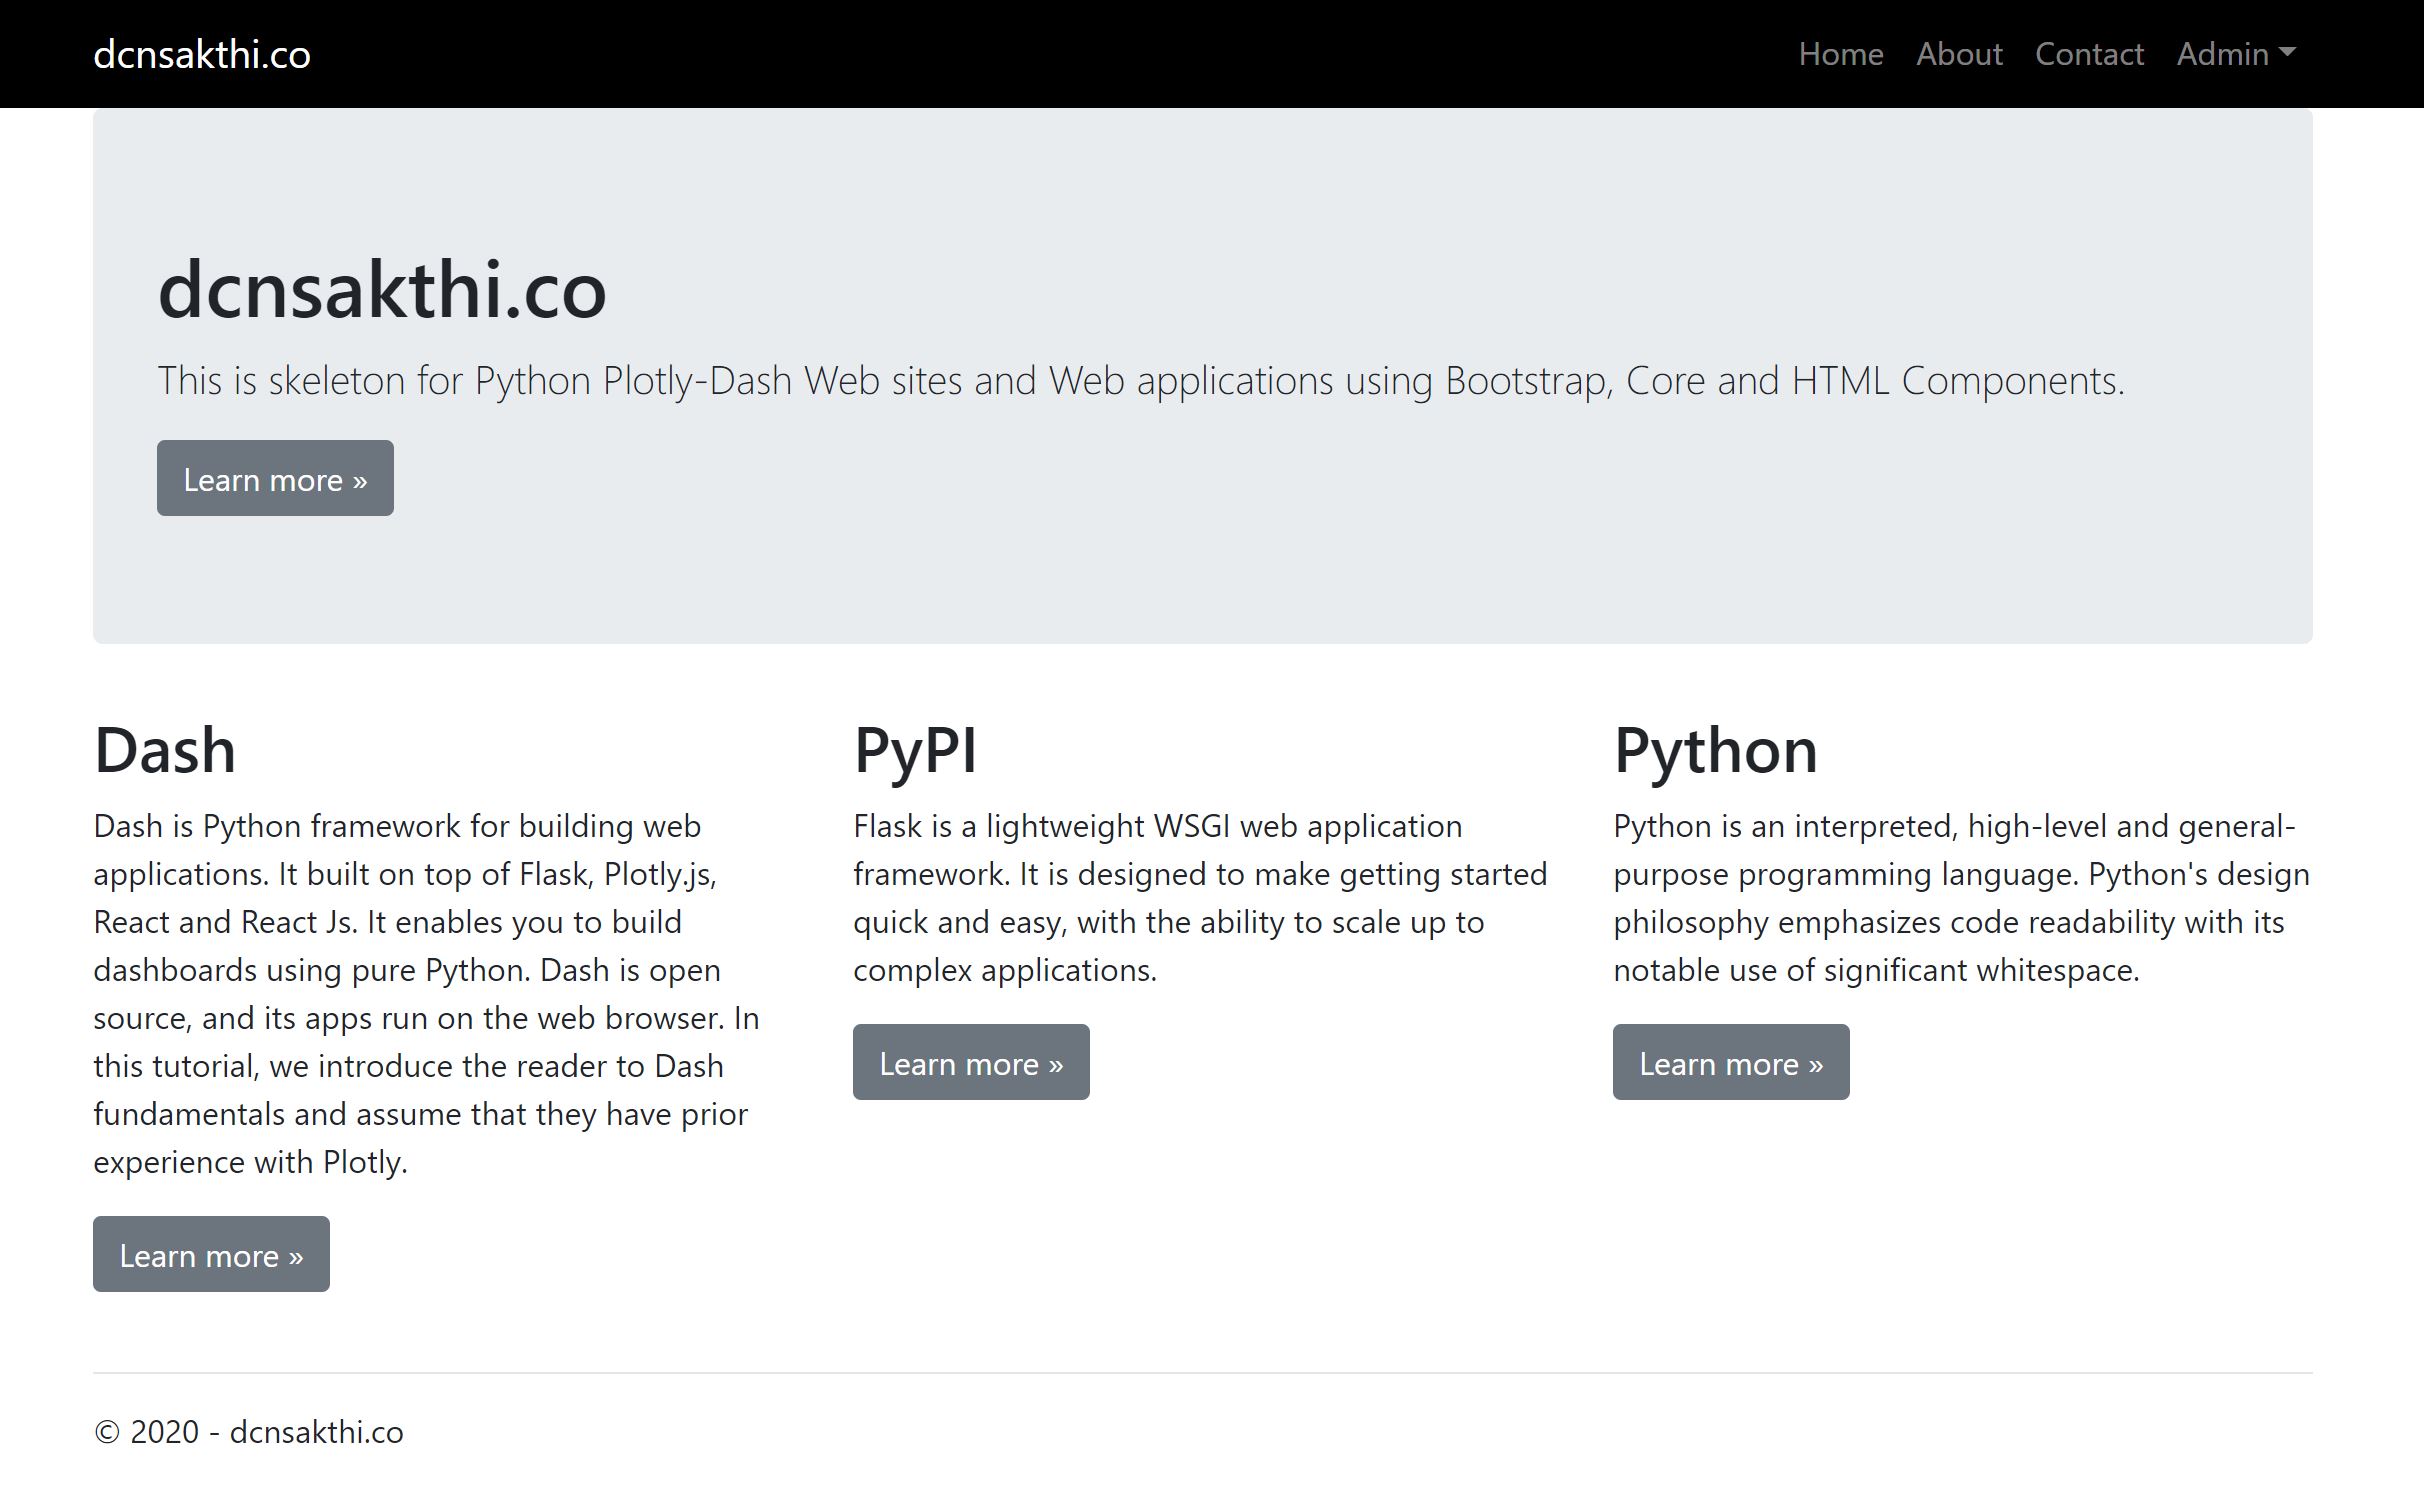 dcnsakthi.co
Home About Contact Admin
dcnsakthi.co
This is skeleton for Python Plotly-Dash Web sites and Web applications using Bootstrap, Core and HTML Components.
Learn more »
Dash
Dash is Python framework for building web
applications. It built on top of Flask, Plotly.js,
React and React Js. It enables you to build
dashboards using pure Python. Dash is open
source, and its apps run on the web browser. In
this tutorial, we introduce the reader to Dash
fundamentals and assume that they have prior
experience with Plotly.
Learn more »
PyPI
Flask is a lightweight WSGI web application
framework. It is designed to make getting started
quick and easy, with the ability to scale up to
complex applications.
Learn more »
Python
Python is an interpreted, high-level and general-
purpose programming language. Python's design
philosophy emphasizes code readability with its
notable use of significant whitespace.
Learn more »
© 2020 - dcnsakthi.co